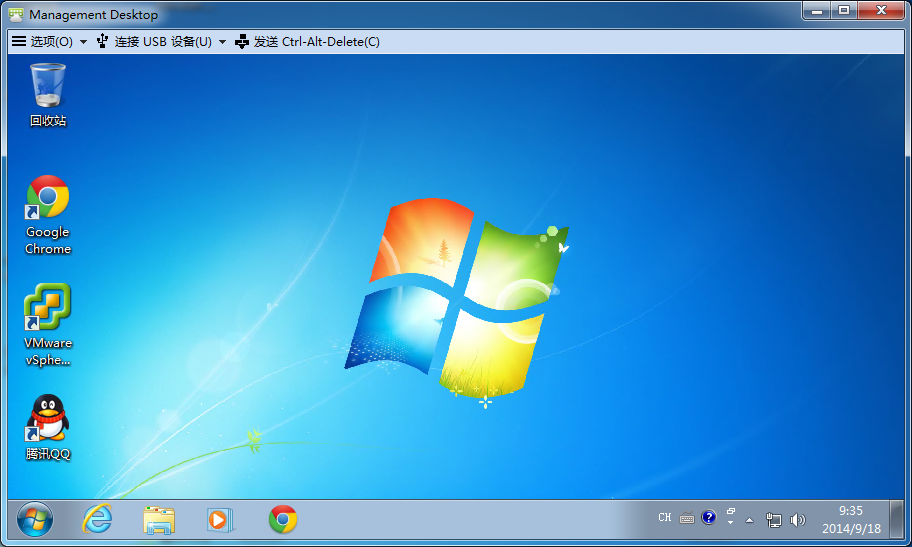 Management Desktop
选项(O) 连接 USB 设备(U) 发送 Ctrl-Alt-Delete(C)
回收站
Google
Chrome
VMware
vSphe...
腾讯QQ
CH
9:35
2014/9/18